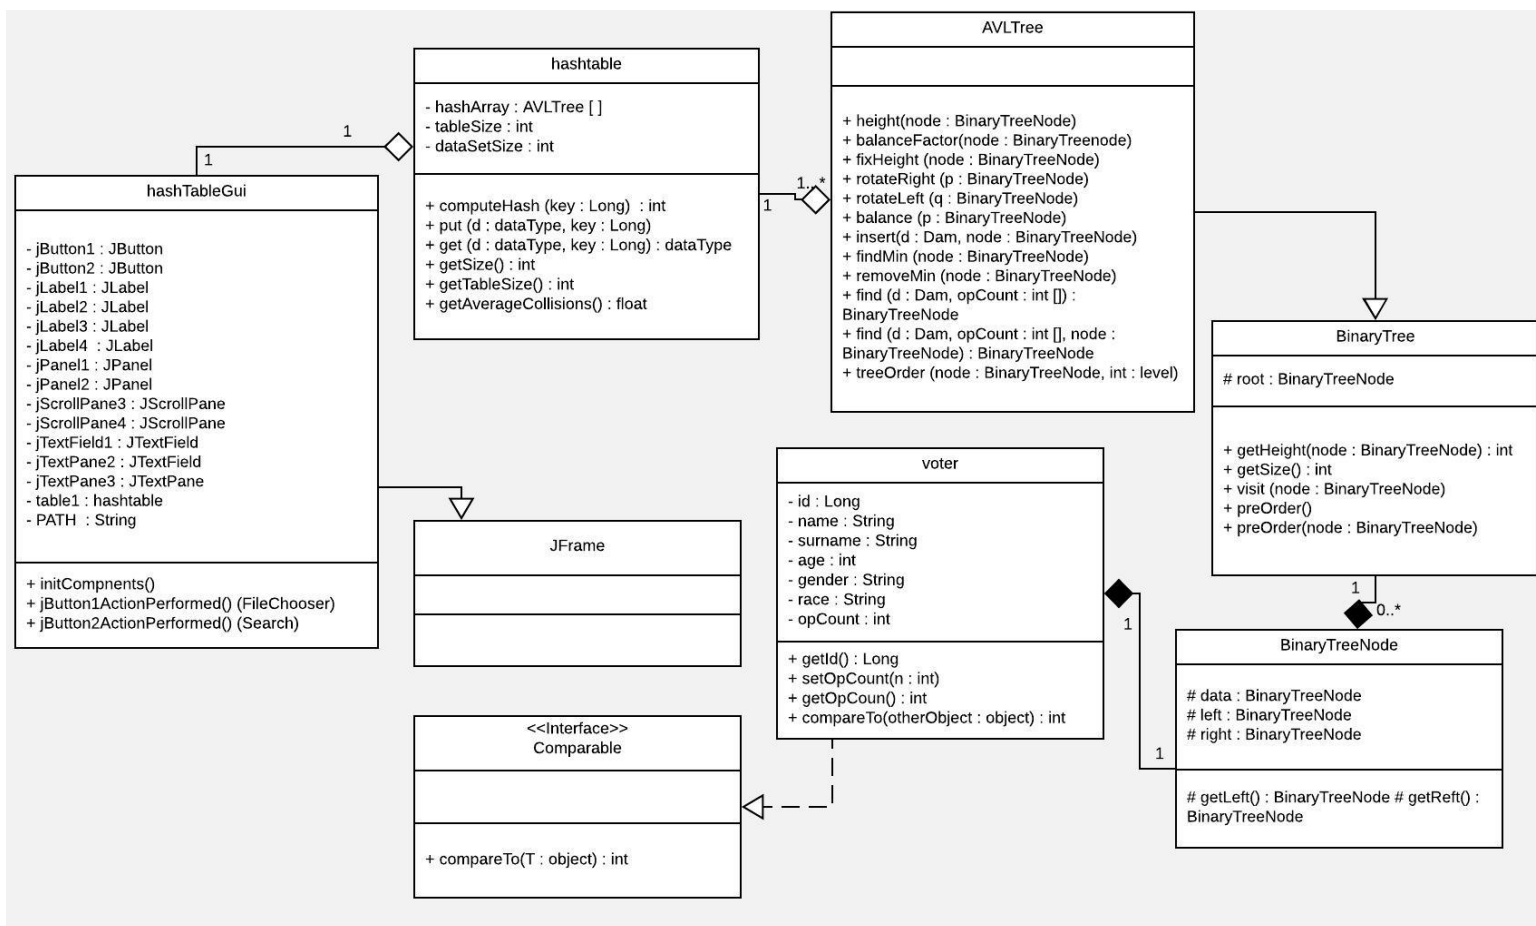 AVLTree
+ height(node : BinaryTreeNode)
+ balanceFactor(node : BinaryTreenode)
+ fixHeight (node : BinaryTreeNode)
+ rotateRight (p : BinaryTreeNode)
+ rotateLeft (q : BinaryTreeNode)
+ balance (p : BinaryTreeNode)
+ insert(d : Dam, node : BinaryTreeNode)
+ findMin (node : BinaryTreeNode)
+ removeMin (node : BinaryTreeNode)
+ find (d : Dam, opCount : int []) :
BinaryTreeNode
+ find (d : Dam, opCount : int [], node :
BinaryTreeNode) : BinaryTreeNode
+ treeOrder (node : BinaryTreeNode, int : level)
hashtable
- hashArray : AVLTree [ ]
- tableSize : int
- dataSetSize : int
+ computeHash (key : Long) : int
+ put (d : dataType, key : Long)
+ get (d : dataType, key : Long) : dataType
+ getSize() : int
+ getTableSize() : int
+ getAverageCollisions() : float
1
1
1
1..*
hashTableGui
- jButton1 : JButton
- jButton2 : JButton
- jLabel1 : JLabel
- jLabel2 : JLabel
- jLabel3 : JLabel
- jLabel4 : JLabel
- jPanel1 : JPanel
- jPanel2 : JPanel
- jScrollPane3 : JScrollPane
- jScrollPane4 : JScrollPane
- jTextField1 : JTextField
- jTextPane2 : JTextField
- jTextPane3 : JTextPane
- table1 : hashtable
- PATH : String
+ initCompnents()
+ jButton1ActionPerformed() (FileChooser)
+ jButton2ActionPerformed() (Search)
BinaryTree
# root : BinaryTreeNode
+ getHeight(node : BinaryTreeNode) : int
+ getSize() : int
+ visit (node : BinaryTreeNode)
+ preOrder()
+ preOrder(node : BinaryTreeNode)
1
0..*
voter
- id : Long
- name : String
- surname : String
- age : int
- gender : String
- race : String
- opCount : int
+ getId() : Long
+ setOpCount(n : int)
+ getOpCoun() : int
+ compareTo(otherObject : object) : int
1
1
JFrame
BinaryTreeNode
# data : BinaryTreeNode
# left : BinaryTreeNode
# right : BinaryTreeNode
# getLeft() : BinaryTreeNode # getReft() :
BinaryTreeNode
<<Interface>>
Comparable
+ compareTo(T : object) : int